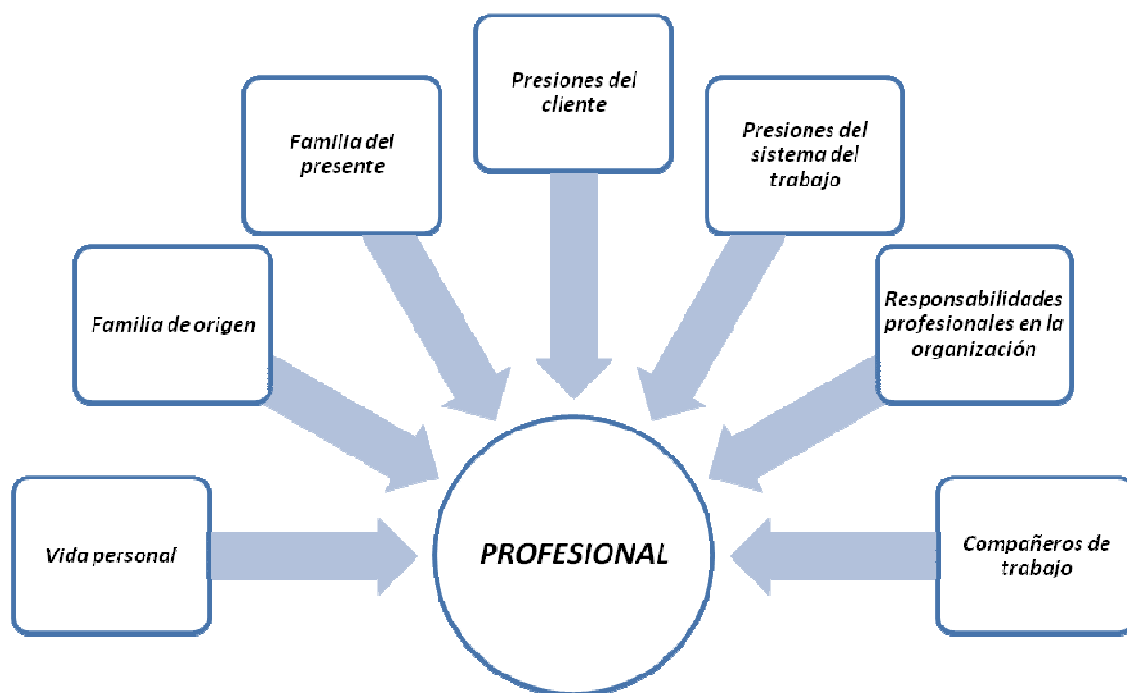 Presiones del
cliente
Familia del
presente
Presiones del
sistema del
trabajo
Familia de origen
Responsabilidades
profesionales en la
organización
Vida personal
PROFESIONAL
Compañeros de
trabajo